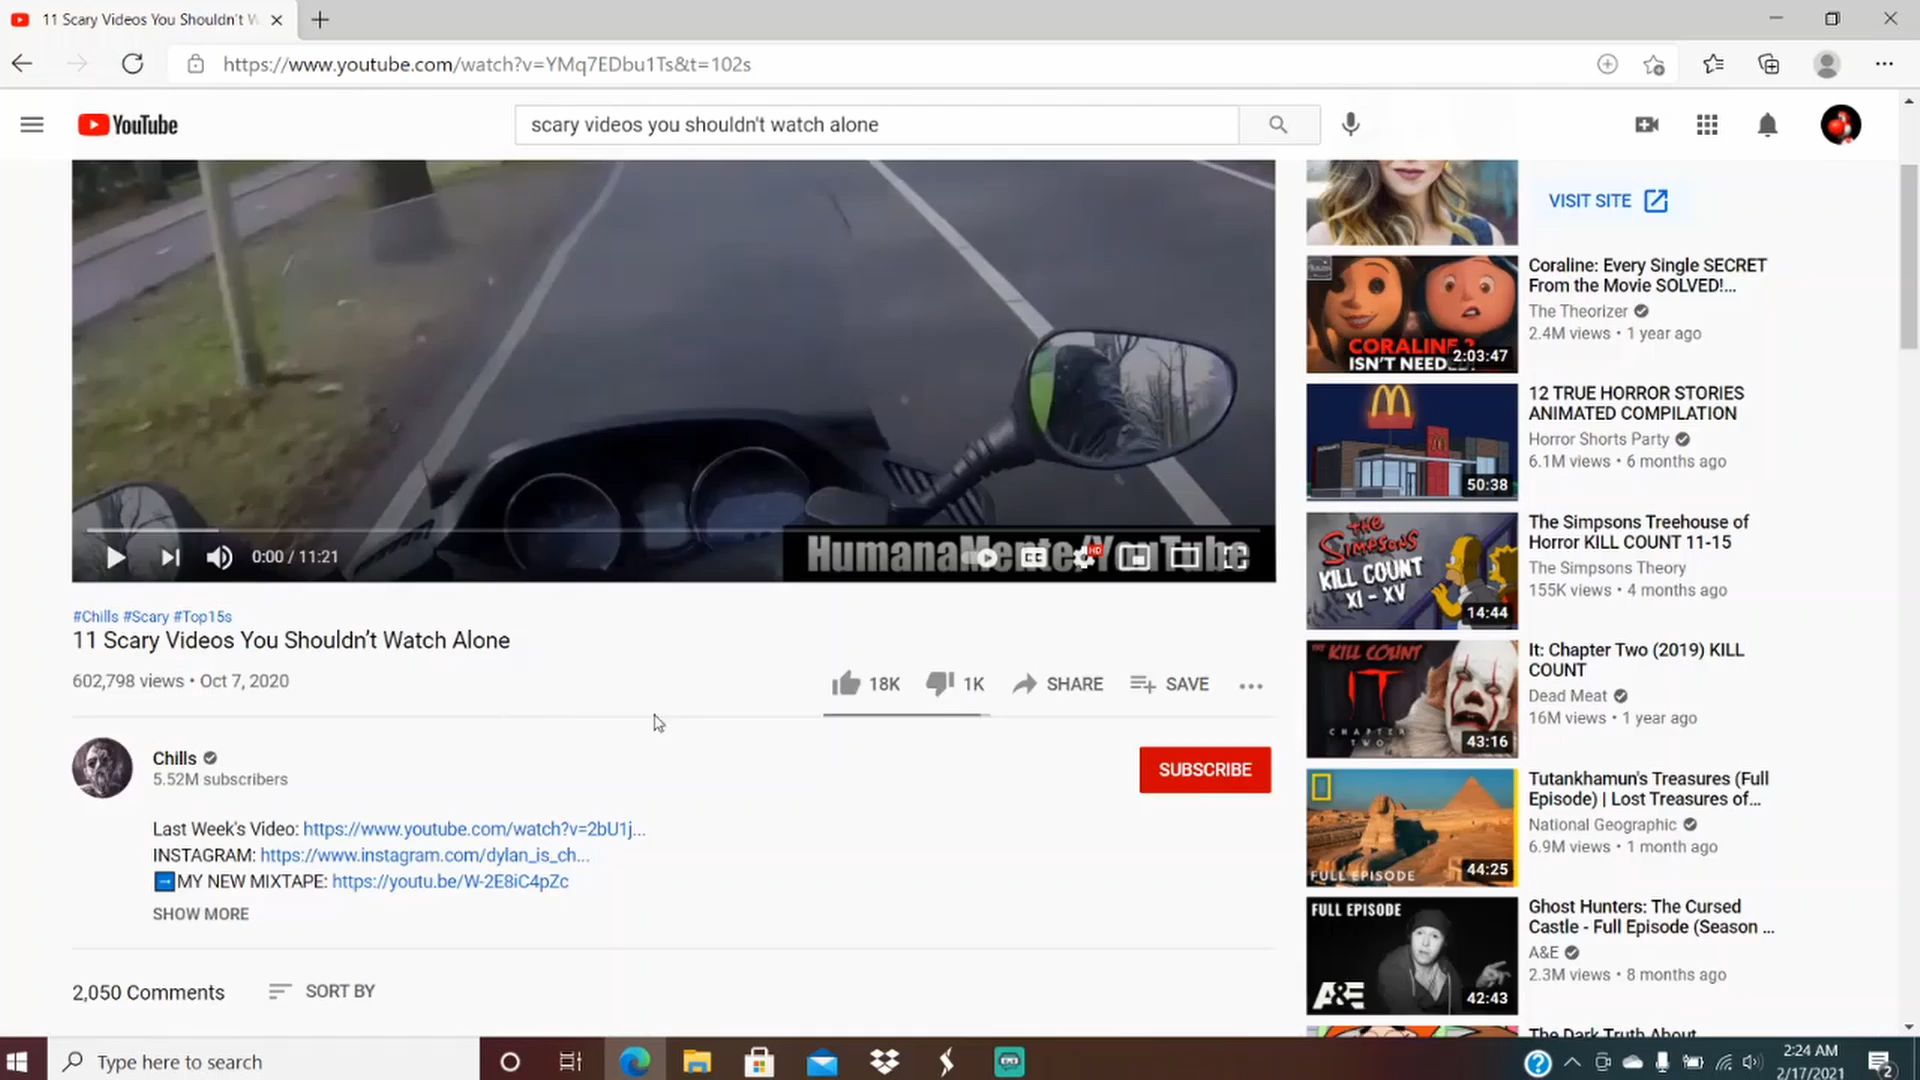 11 Scary Videos You Shouldn't W
https://www.youtube.com/watch?v=YMq7EDbu1Ts&t=102s
YouTube
scary videos you shouldn't watch alone
HumanaMente/YouTube
0:00 / 11:21
CC
HD
#Chills #Scary #Top15s
11 Scary Videos You Shouldn't Watch Alone
602,798 views • Oct 7, 2020
18K
1K
SHARE
SAVE
Chills
5.52M subscribers
SUBSCRIBE
Last Week's Video: https://www.youtube.com/watch?v=2bU1j...
INSTAGRAM: https://www.instagram.com/dylan_is_ch...
MY NEW MIXTAPE: https://youtu.be/W-2E8iC4pZc
SHOW MORE
2,050 Comments
SORT BY
VISIT SITE
CORALINE
ISN'T NEED
2:03:47
Coraline: Every Single SECRET
From the Movie SOLVED!...
The Theorizer
2.4M views • 1 year ago
50:38
12 TRUE HORROR STORIES
ANIMATED COMPILATION
Horror Shorts Party
6.1M views • 6 months ago
THE
SIMPSONS
KILL COUNT
XI - XV
14:44
The Simpsons Treehouse of
Horror KILL COUNT 11-15
The Simpsons Theory
155K views • 4 months ago
THE KILL COUNT
IT
CHAPTER
TWO
43:16
It: Chapter Two (2019) KILL
COUNT
Dead Meat
16M views • 1 year ago
FULL EPISODE
44:25
Tutankhamun's Treasures (Full
Episode) | Lost Treasures of...
National Geographic
6.9M views • 1 month ago
FULL EPISODE
A&E
42:43
Ghost Hunters: The Cursed
Castle - Full Episode (Season ...
A&E
2.3M views • 8 months ago
The Dark Truth About
Type here to search
2:24 AM
2/17/2021
2